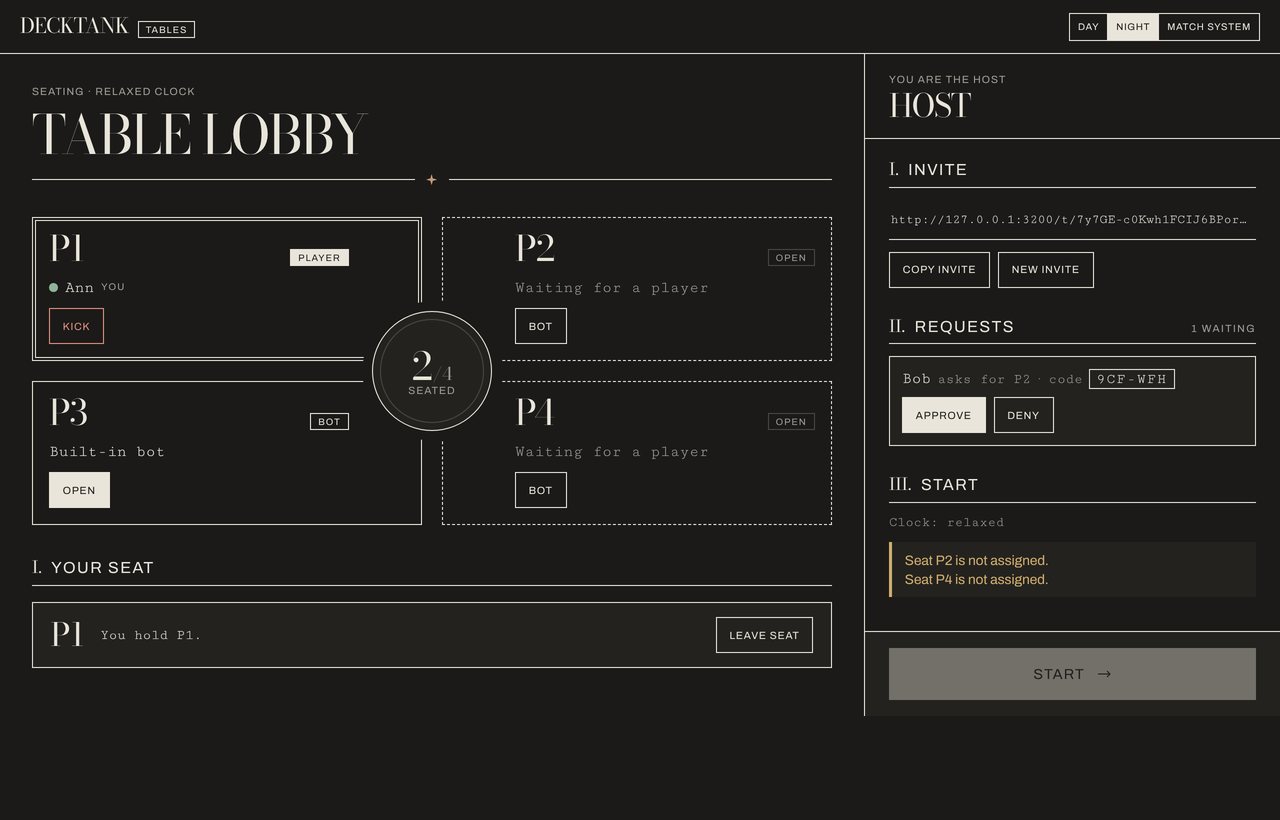 DECKTANK TABLES
DAY NIGHT MATCH SYSTEM
SEATING · RELAXED CLOCK
TABLE LOBBY
P1
PLAYER
Ann YOU
KICK
P2
OPEN
Waiting for a player
BOT
2/4
SEATED
P3
BOT
Built-in bot
OPEN
P4
OPEN
Waiting for a player
BOT
I. YOUR SEAT
P1 You hold P1.
LEAVE SEAT
YOU ARE THE HOST
HOST
I. INVITE
http://127.0.0.1:3200/t/7y7GE-c0Kwh1FCIJ6BPor…
COPY INVITE NEW INVITE
II. REQUESTS 1 WAITING
Bob asks for P2 · code 9CF-WFH
APPROVE DENY
III. START
Clock: relaxed
Seat P2 is not assigned.
Seat P4 is not assigned.
START →